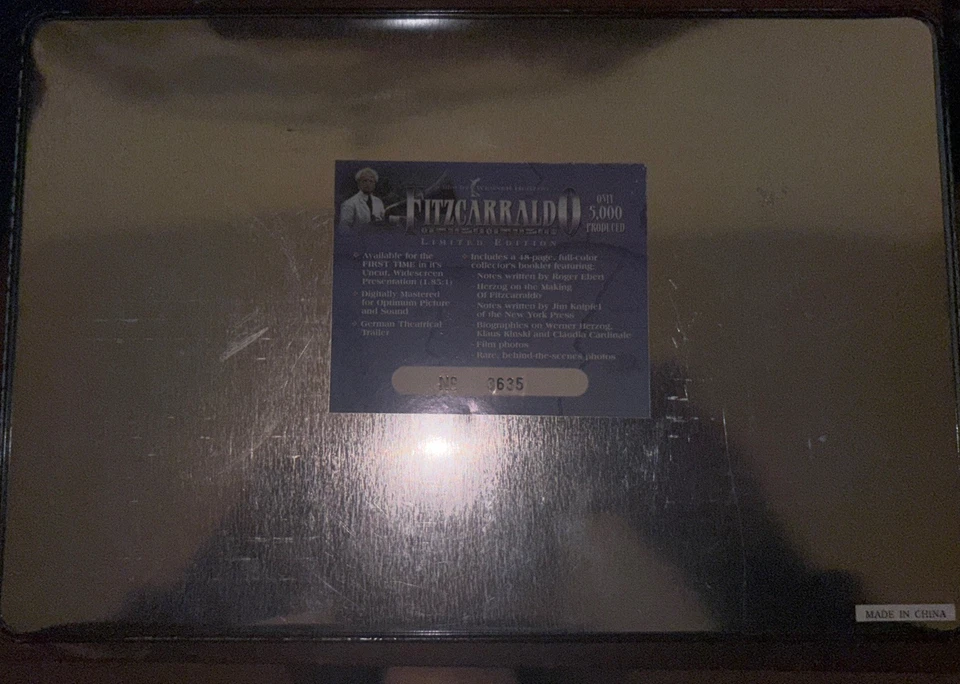 FITZCARRALDO
LIMITED EDITION
ONLY
5,000
PRODUCED
Available for the
FIRST TIME in it's
Uncut, Widescreen
Presentation (1.85:1)
Digitally Mastered
for Optimum Picture
and Sound
German Theatrical
Trailer
Includes a 48-page, full-color
collector's booklet featuring:
Notes written by Roger Ebert
Herzog on the Making
Of Fitzcarraldo
Notes written by Jim Knipfel
of the New York Press
Biographies on Werner Herzog,
Klaus Kinski and Claudia Cardinale
Film photos
Rare, behind-the-scenes photos
Nº 0635
MADE IN CHINA